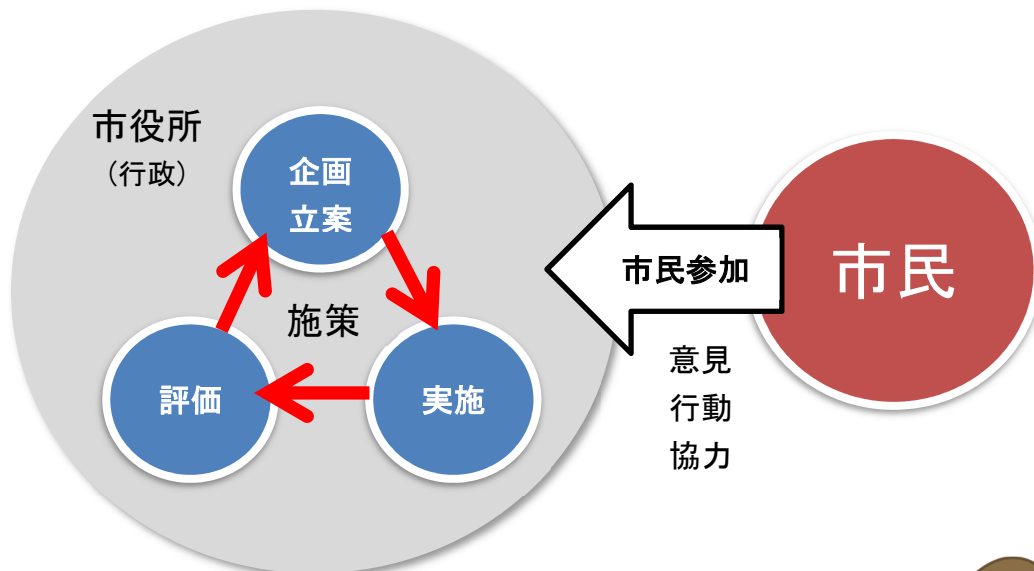 市役所
（行政）
企画
立案
施策
評価
実施
市民参加
意見
行動
協力
市民